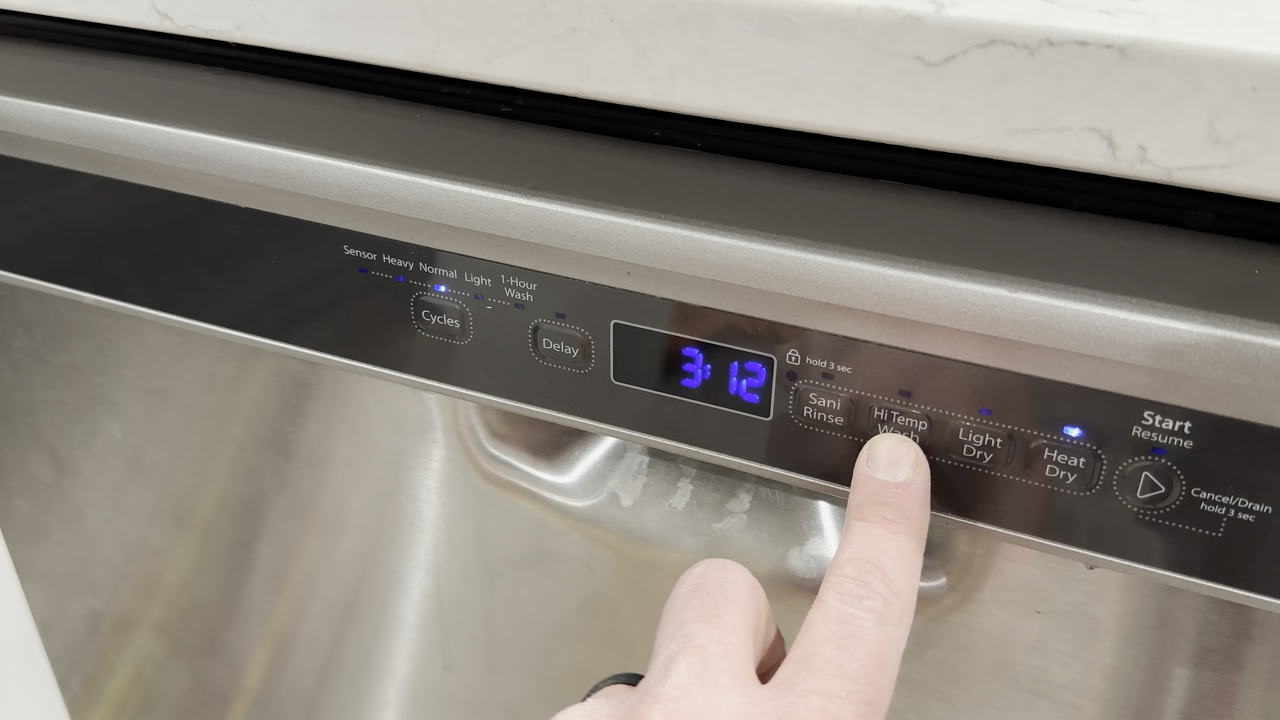 Sensor Heavy Normal Light 1-Hour
Wash
Cycles
Delay
3:12
hold 3 sec
Sani
Rinse
Hi Temp
Wash
Light
Dry
Heat
Dry
Start
Resume
Cancel/Drain
hold 3 sec